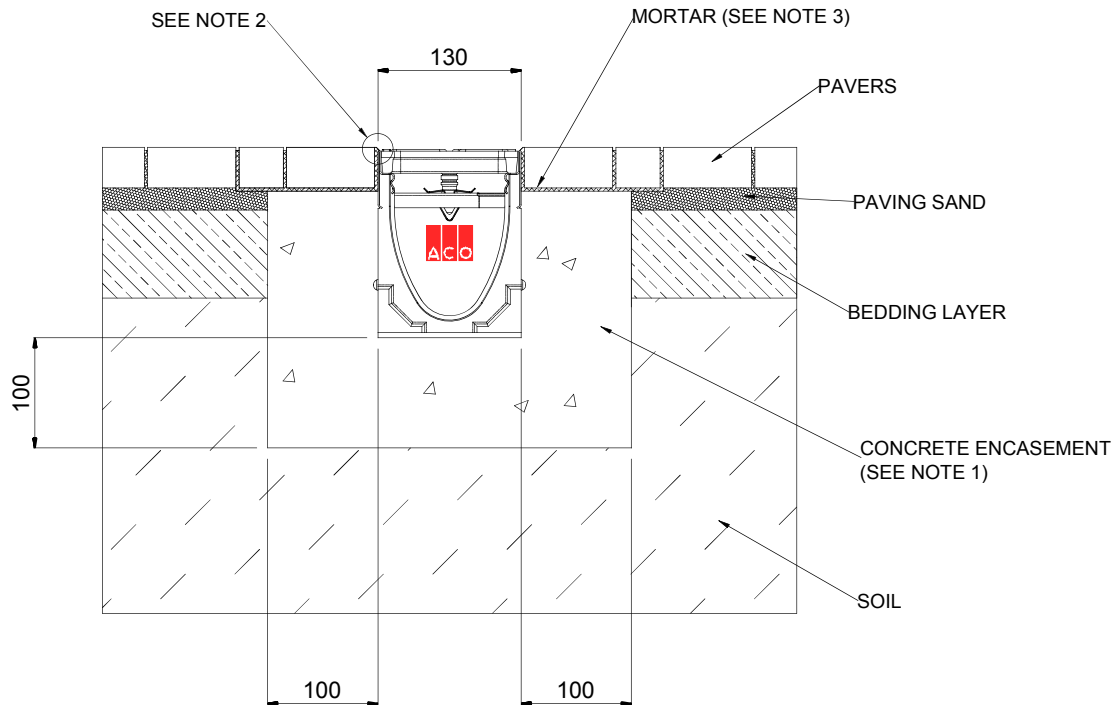 SEE NOTE 2
MORTAR (SEE NOTE 3)
130
PAVERS
PAVING SAND
ACO
BEDDING LAYER
100
CONCRETE ENCASEMENT
(SEE NOTE 1)
SOIL
100
100